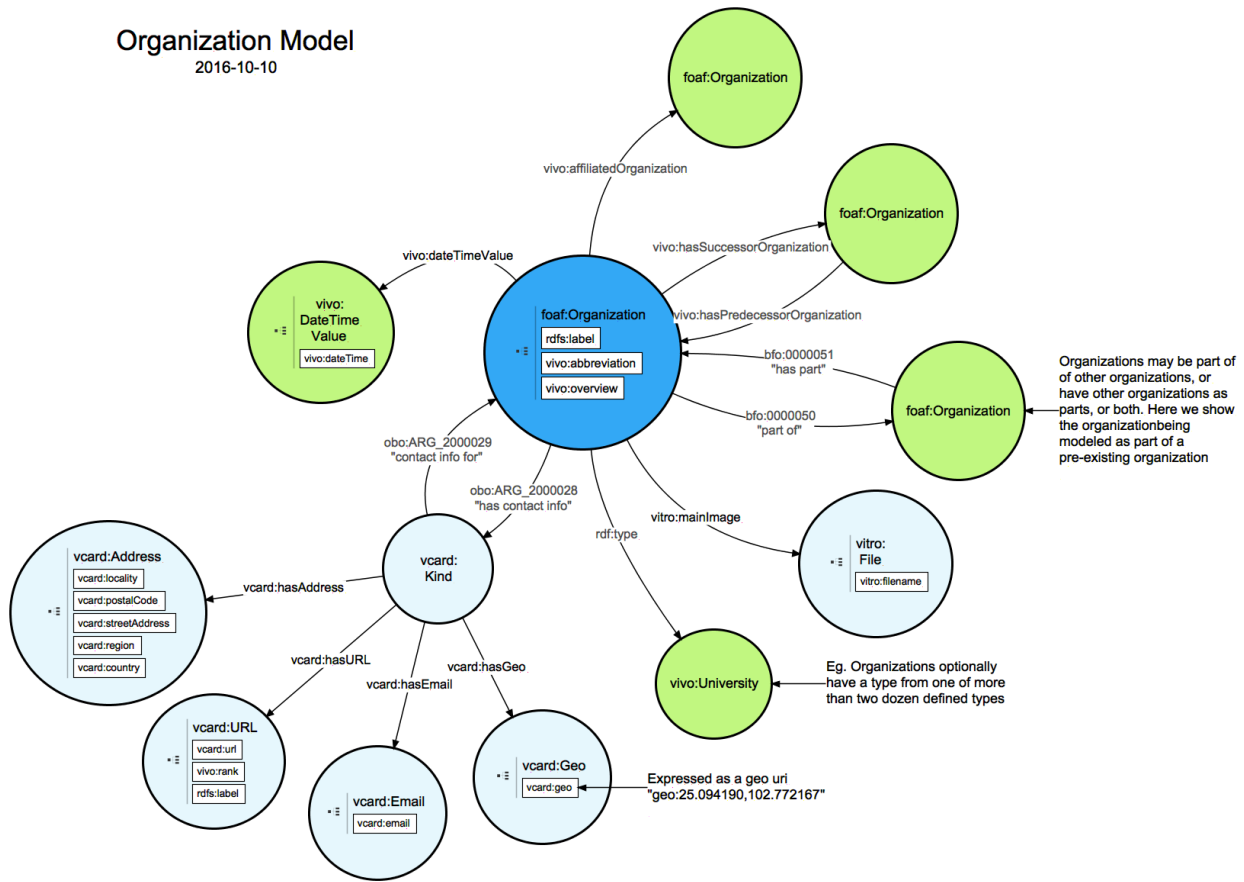 Organization Model
2016-10-10
foaf:Organization
vivo:affiliatedOrganization
foaf:Organization
vivo:hasSuccessorOrganization
vivo:hasPredecessorOrganization
vivo:dateTimeValue
vivo:
DateTime
Value
vivo:dateTime
foaf:Organization
rdfs:label
vivo:abbreviation
vivo:overview
bfo:0000051
"has part"
bfo:0000050
"part of"
foaf:Organization
Organizations may be part of
of other organizations, or
have other organizations as
parts, or both. Here we show
the organizationbeing
modeled as part of a
pre-existing organization
obo:ARG_2000029
"contact info for"
obo:ARG_2000028
"has contact info"
vitro:mainImage
rdf:type
vitro:
File
vitro:filename
vcard:
Kind
vcard:hasAddress
vcard:Address
vcard:locality
vcard:postalCode
vcard:streetAddress
vcard:region
vcard:country
vcard:hasURL
vcard:hasEmail
vcard:hasGeo
vivo:University
Eg. Organizations optionally
have a type from one of more
than two dozen defined types
vcard:URL
vcard:url
vivo:rank
rdfs:label
vcard:Email
vcard:email
vcard:Geo
vcard:geo
Expressed as a geo uri
"geo:25.094190,102.772167"